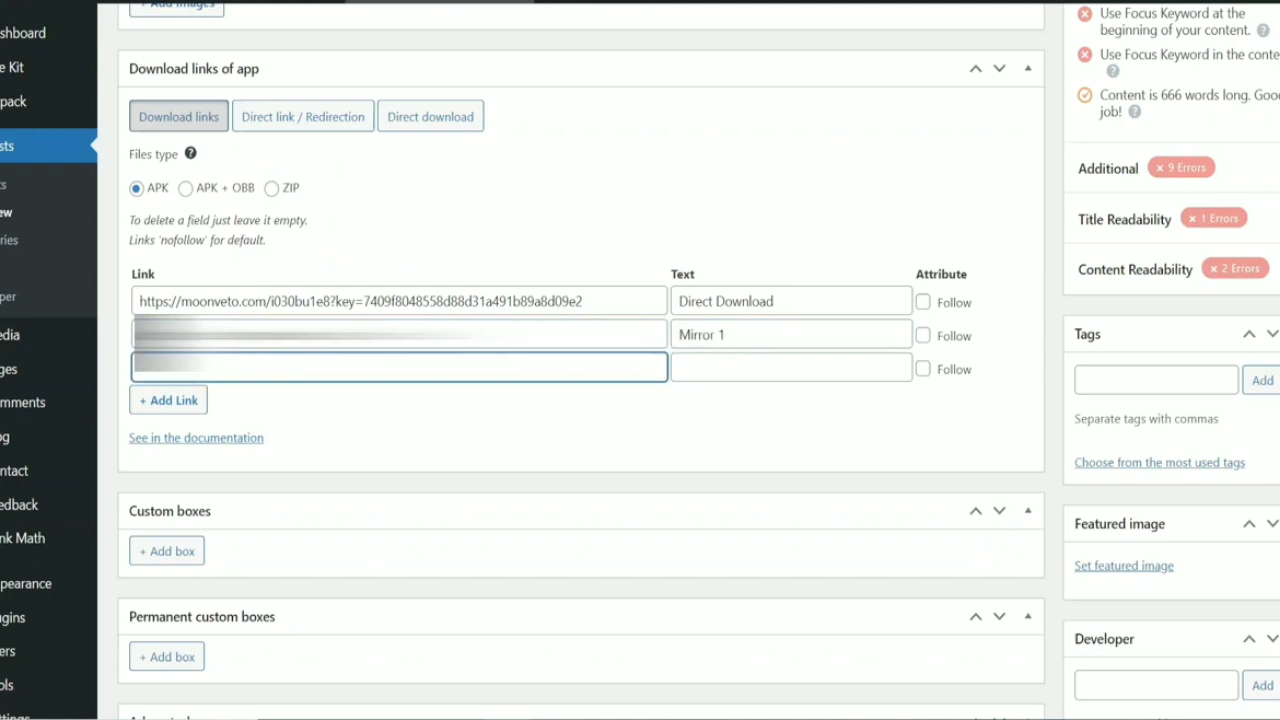 + Add Images
shboard
e Kit
pack
sts
ts
ew
ries
per
edia
ges
mments
og
ntact
edback
nk Math
pearance
gins
ers
ols
ttings
Download links of app
Download links
Direct link / Redirection
Direct download
Files type ?
APK
APK + OBB
ZIP
To delete a field just leave it empty.
Links 'nofollow' for default.
Link Text Attribute
https://moonveto.com/i030bu1e8?key=7409f8048558d88d31a491b89a8d09e2 Direct Download Follow
Mirror 1 Follow
Follow
+ Add Link
See in the documentation
Custom boxes
+ Add box
Permanent custom boxes
+ Add box
Use Focus Keyword at the
beginning of your content. ?
Use Focus Keyword in the conte
?
Content is 666 words long. Goo
job! ?
Additional × 9 Errors
Title Readability × 1 Errors
Content Readability × 2 Errors
Tags
Add
Separate tags with commas
Choose from the most used tags
Featured image
Set featured image
Developer
Add